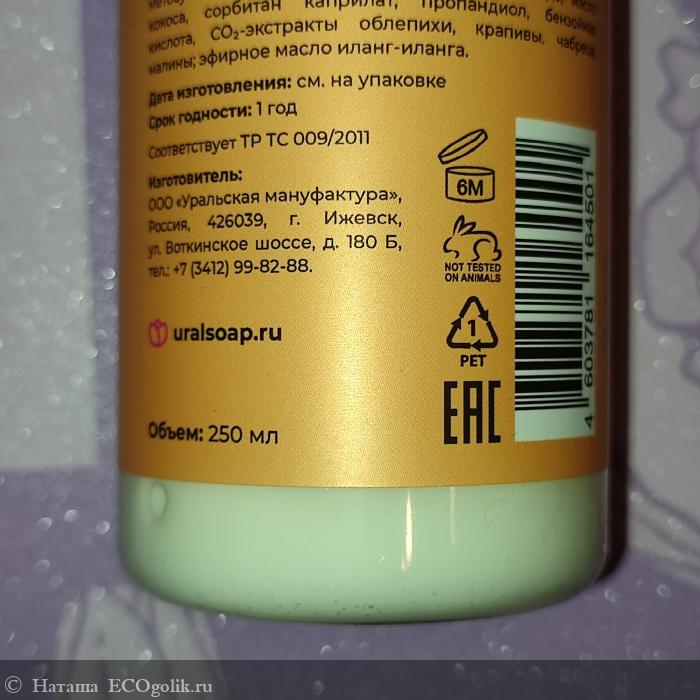 кокоса, сорбитан каприлат, пропандиол, бензойная
кислота, CO₂-экстракты облепихи, крапивы, чабреца,
малины; эфирное масло иланг-иланга.
Дата изготовления: см. на упаковке
Срок годности: 1 год
Соответствует ТР ТС 009/2011
Изготовитель:
ООО «Уральская мануфактура»,
Россия, 426039, г. Ижевск,
ул. Воткинское шоссе, д. 180 Б,
тел.: +7 (3412) 99-82-88.
uralsoap.ru
Объем: 250 мл
6M
NOT TESTED
ON ANIMALS
1
PET
EAC
4 603781 164501
© Наташа ECOgolik.ru